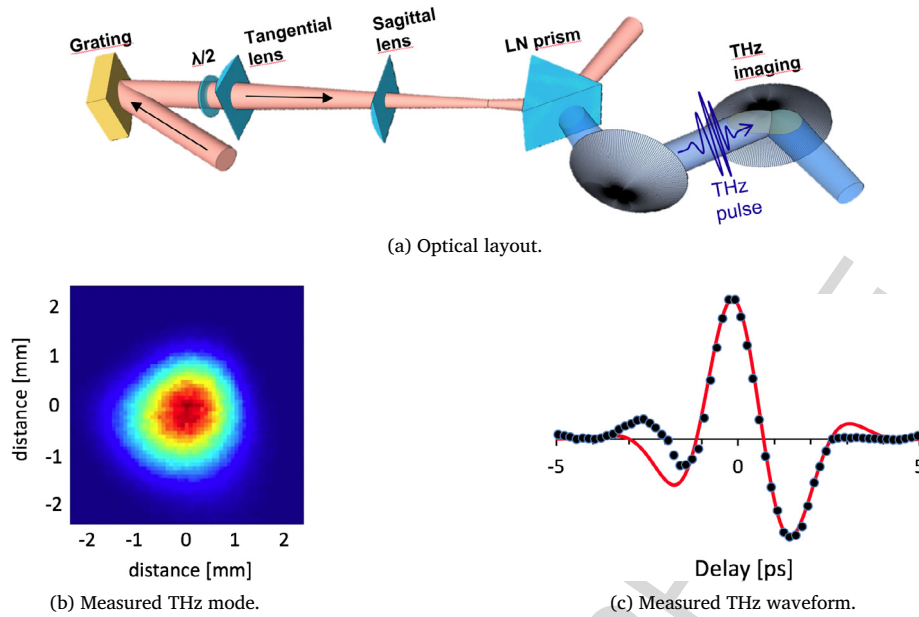 Grating
λ/2
Tangential
lens
Sagittal
lens
LN prism
THz
imaging
THz
pulse
(a) Optical layout.
2
1
0
-1
-2
distance [mm]
-2 -1 0 1 2
distance [mm]
(b) Measured THz mode.
-5 0 5
Delay [ps]
(c) Measured THz waveform.